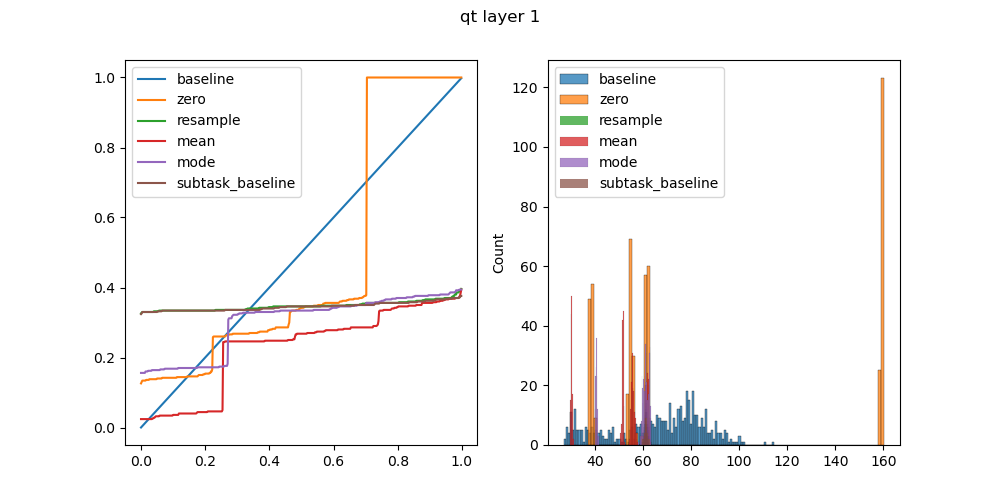 qt layer 1
baseline
zero
resample
mean
mode
subtask_baseline
1.0
0.8
0.6
0.4
0.2
0.0
0.0 0.2 0.4 0.6 0.8 1.0
baseline
zero
resample
mean
mode
subtask_baseline
Count
120
100
80
60
40
20
0
40 60 80 100 120 140 160